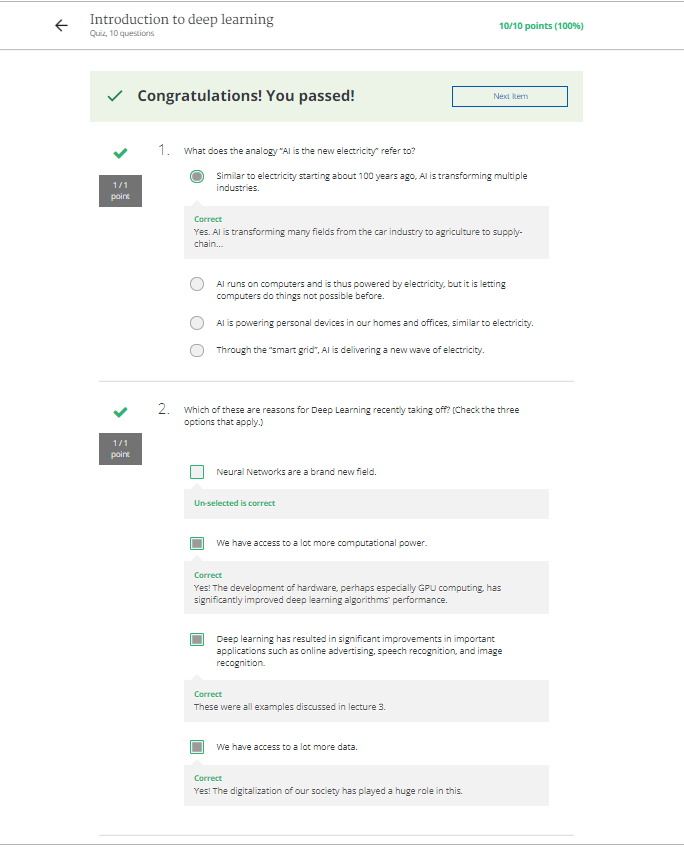 Introduction to deep learning
Quiz, 10 questions
10/10 points (100%)
Congratulations! You passed!
Next Item
1. What does the analogy "AI is the new electricity" refer to?
1/1
point
Similar to electricity starting about 100 years ago, AI is transforming multiple
industries.
Correct
Yes. AI is transforming many fields from the car industry to agriculture to supply-
chain...
AI runs on computers and is thus powered by electricity, but it is letting
computers do things not possible before.
AI is powering personal devices in our homes and offices, similar to electricity.
Through the "smart grid", AI is delivering a new wave of electricity.
2. Which of these are reasons for Deep Learning recently taking off? (Check the three
options that apply.)
1/1
point
Neural Networks are a brand new field.
Un-selected is correct
We have access to a lot more computational power.
Correct
Yes! The development of hardware, perhaps especially GPU computing, has
significantly improved deep learning algorithms' performance.
Deep learning has resulted in significant improvements in important
applications such as online advertising, speech recognition, and image
recognition.
Correct
These were all examples discussed in lecture 3.
We have access to a lot more data.
Correct
Yes! The digitalization of our society has played a huge role in this.